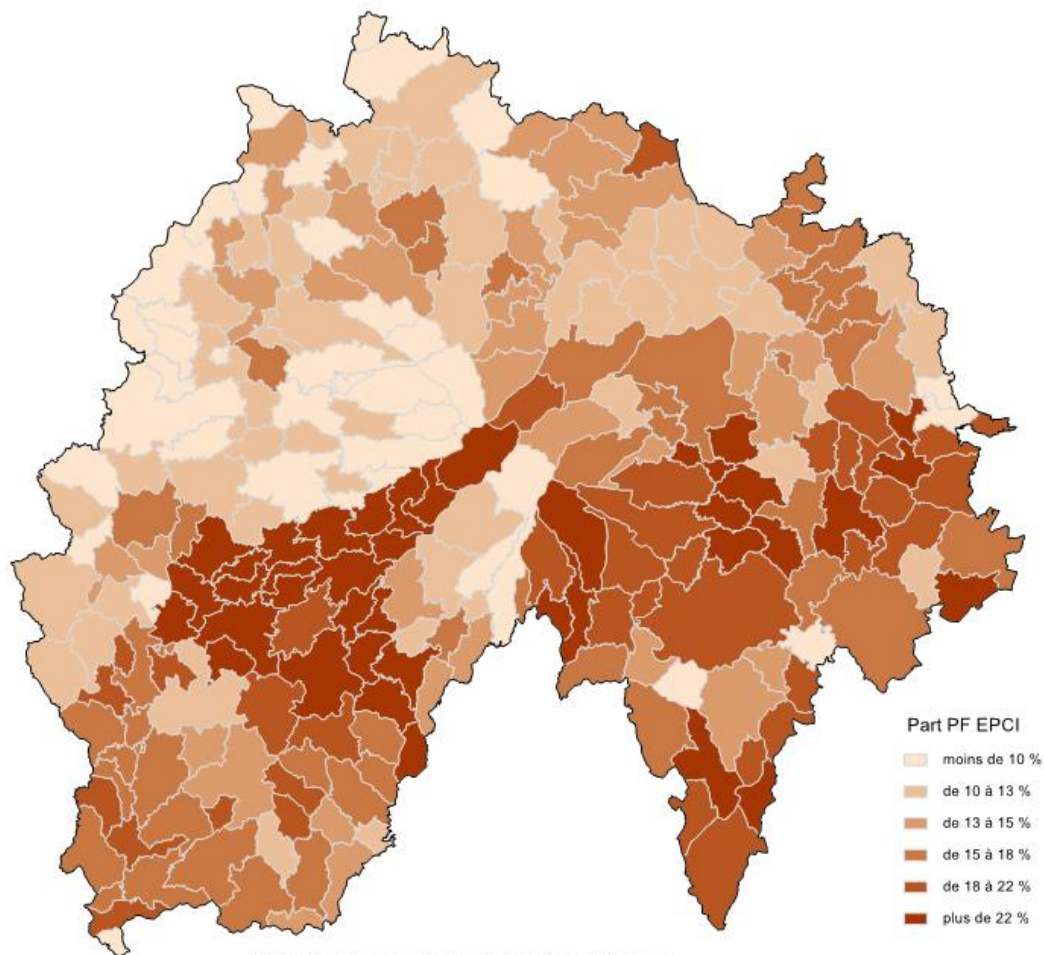 Part PF EPCI
moins de 10 %
de 10 à 13 %
de 13 à 15 %
de 15 à 18 %
de 18 à 22 %
plus de 22 %